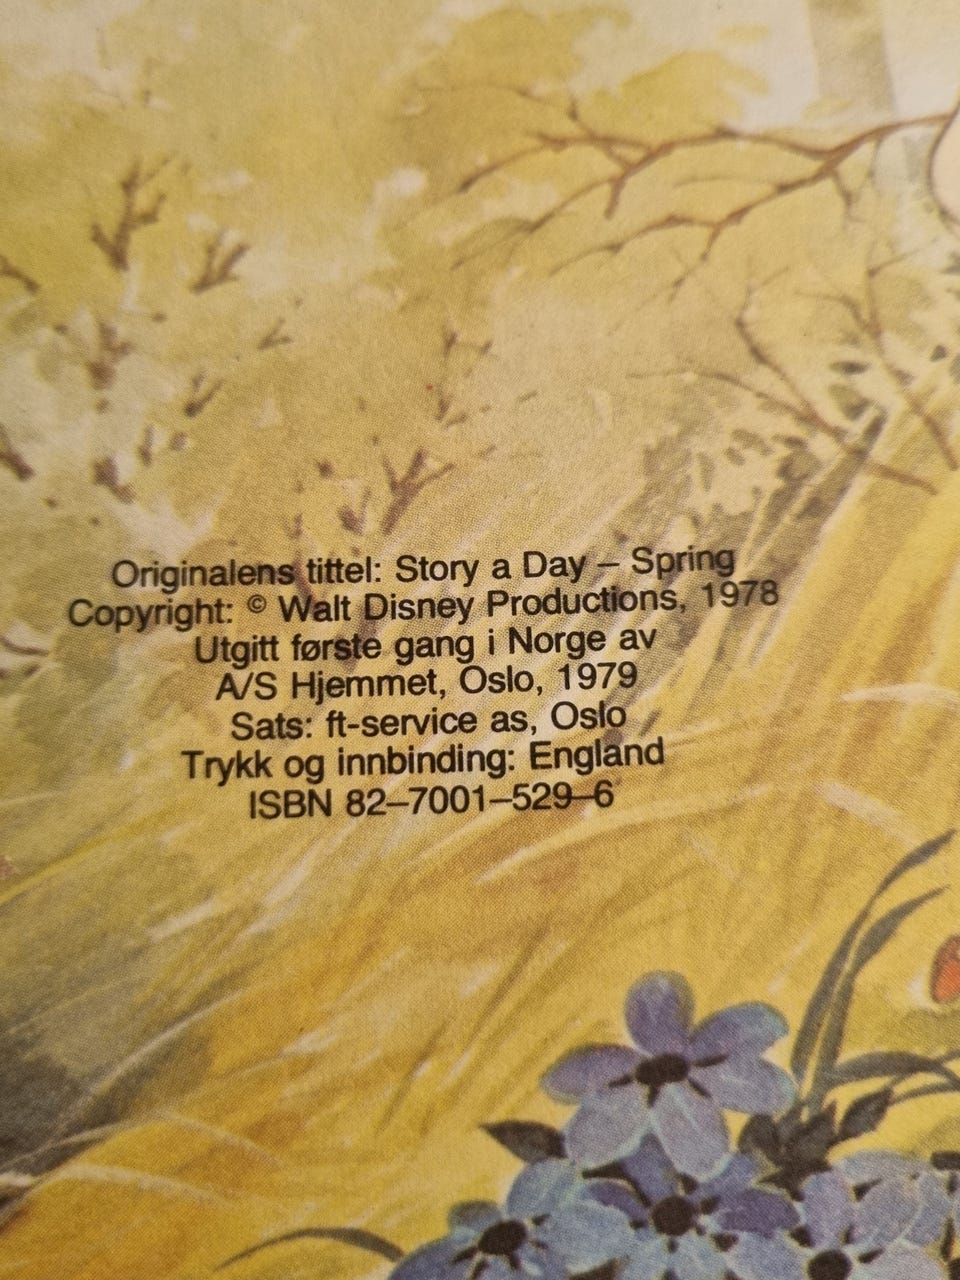 Originalens tittel: Story a Day – Spring
Copyright: © Walt Disney Productions, 1978
Utgitt første gang i Norge av
A/S Hjemmet, Oslo, 1979
Sats: ft-service as, Oslo
Trykk og innbinding: England
ISBN 82–7001–529–6